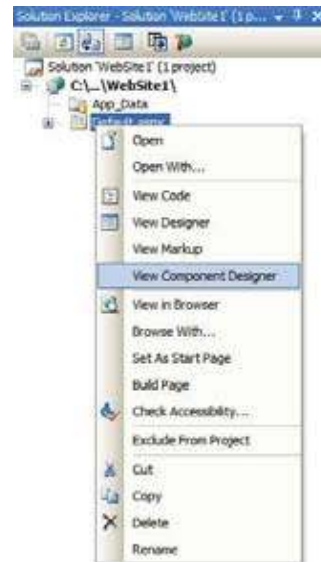 Solution Explorer - Solution 'WebSite1' (1 p...
Solution 'WebSite1' (1 project)
C:\...\WebSite1\
App_Data
Default.aspx
Open
Open With...
View Code
View Designer
View Markup
View Component Designer
View in Browser
Browse With...
Set As Start Page
Build Page
Check Accessibility...
Exclude From Project
Cut
Copy
Delete
Rename